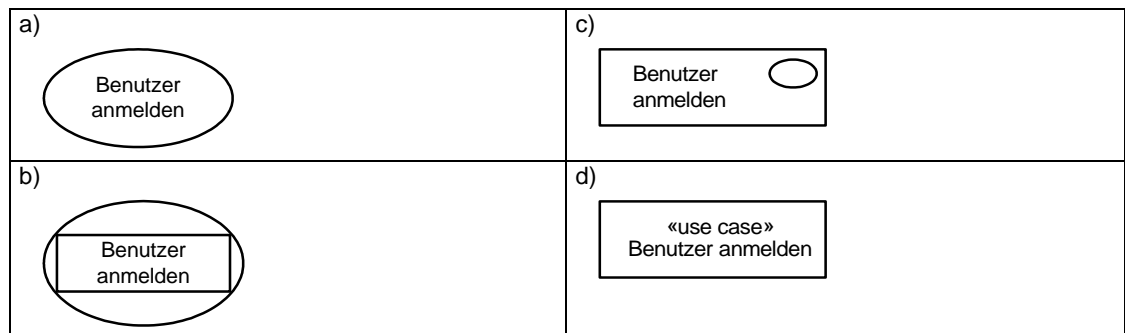 a)
Benutzer
anmelden
c)
Benutzer
anmelden
b)
Benutzer
anmelden
d)
«use case»
Benutzer anmelden